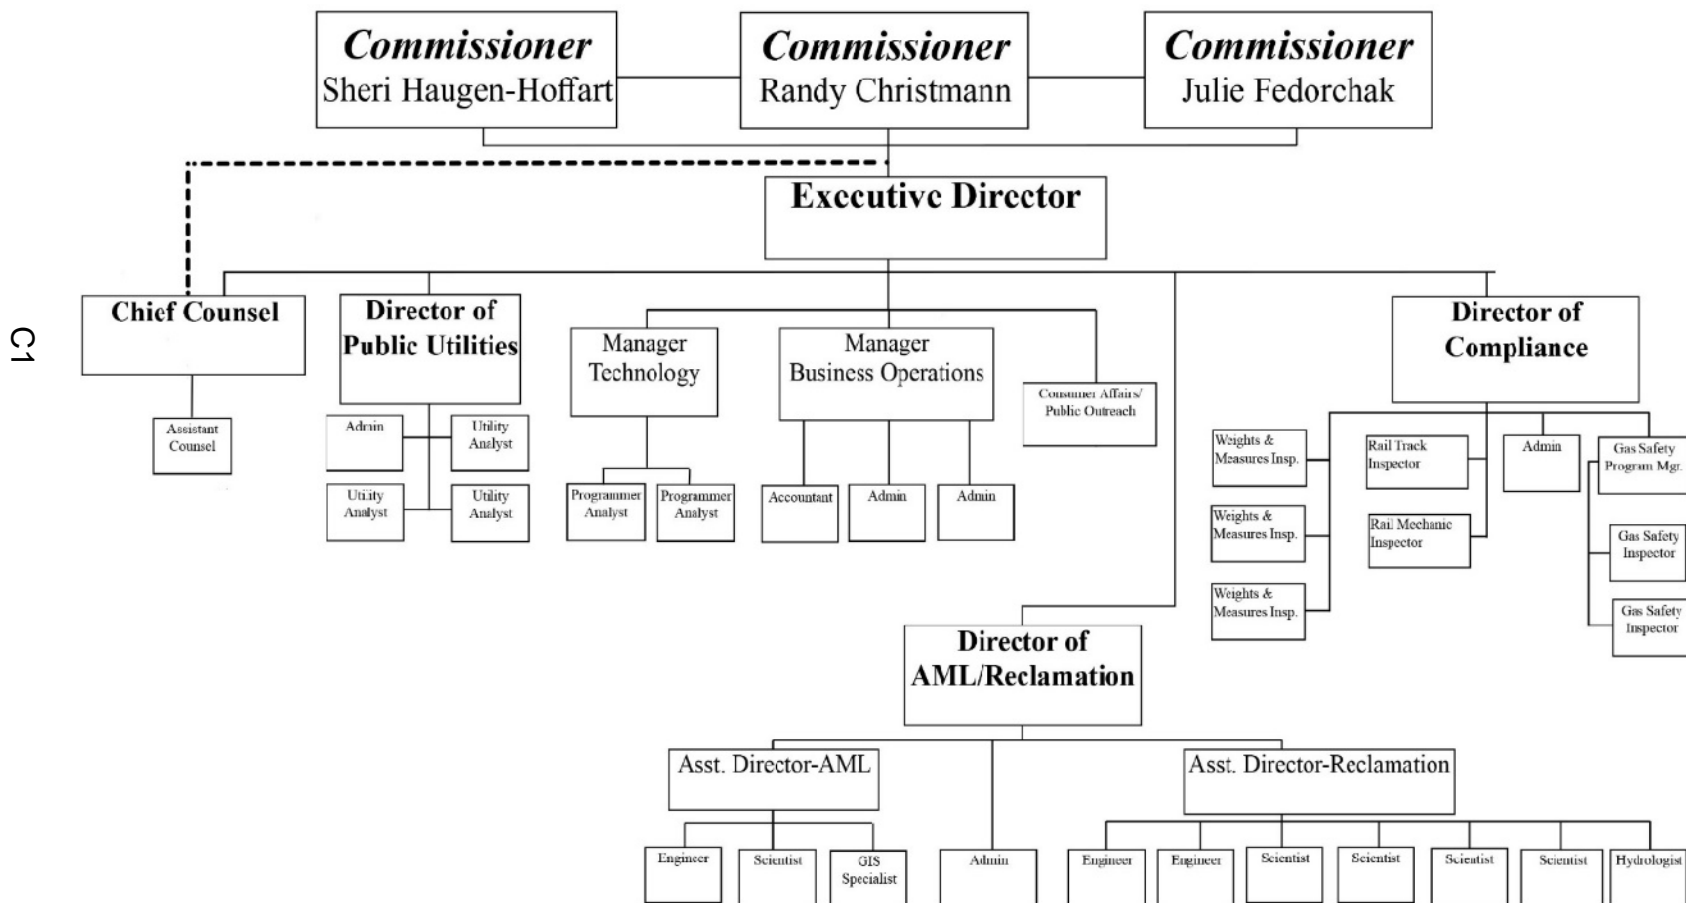 Commissioner
Sheri Haugen-Hoffart
Commissioner
Randy Christmann
Commissioner
Julie Fedorchak
Executive Director
C1
Chief Counsel
Director of
Public Utilities
Manager
Technology
Manager
Business Operations
Consumer Affairs/
Public Outreach
Director of
Compliance
Assistant
Counsel
Admin
Utility
Analyst
Utility
Analyst
Utility
Analyst
Programmer
Analyst
Programmer
Analyst
Accountant
Admin
Admin
Weights &
Measures Insp.
Weights &
Measures Insp.
Weights &
Measures Insp.
Rail Track
Inspector
Rail Mechanic
Inspector
Admin
Gas Safety
Program Mgr.
Gas Safety
Inspector
Gas Safety
Inspector
Director of
AML/Reclamation
Asst. Director-AML
Asst. Director-Reclamation
Engineer
Scientist
GIS
Specialist
Admin
Engineer
Engineer
Scientist
Scientist
Scientist
Scientist
Hydrologist